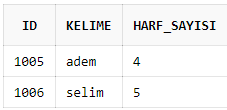 ID KELIME HARF_SAYISI
1005 adem 4
1006 selim 5